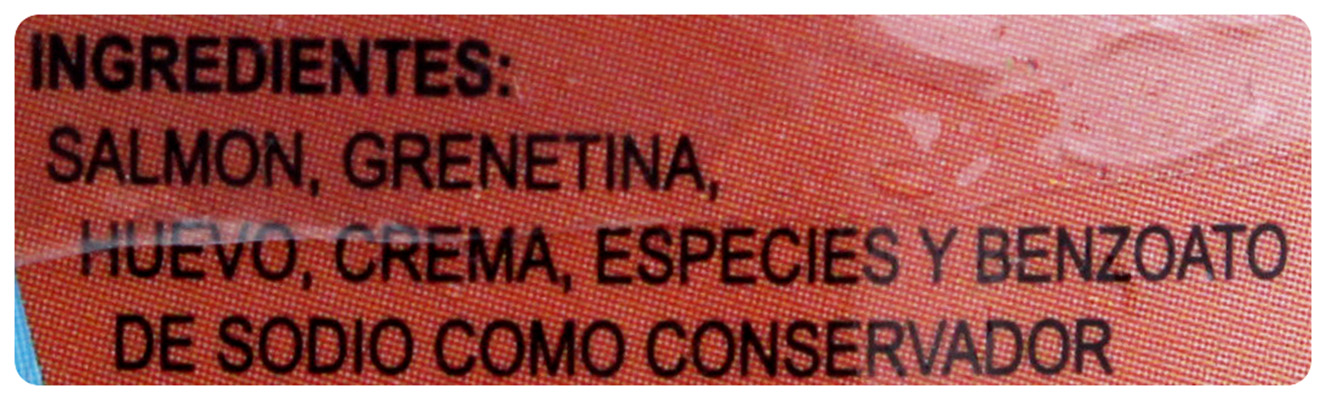 INGREDIENTES:
SALMON, GRENETINA,
HUEVO, CREMA, ESPECIES Y BENZOATO
DE SODIO COMO CONSERVADOR